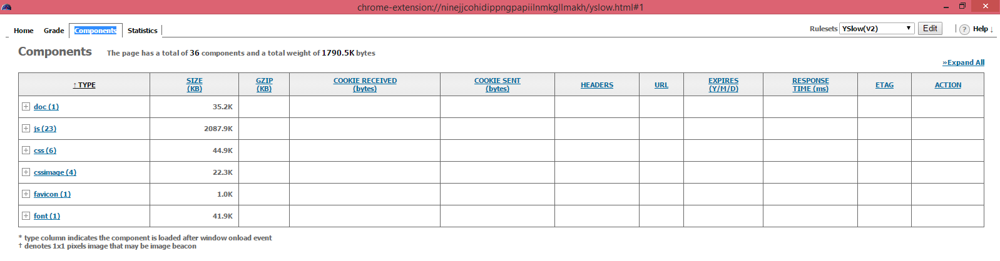 chrome-extension://ninejjcohidippngpapiilnmkgllmakh/yslow.html#1
Home Grade Components Statistics Rulesets YSlow(V2) Edit ? Help ↓
Components The page has a total of 36 components and a total weight of 1790.5K bytes
»Expand All
↑ TYPE SIZE (KB) GZIP (KB) COOKIE RECEIVED (bytes) COOKIE SENT (bytes) HEADERS URL EXPIRES (Y/M/D) RESPONSE TIME (ms) ETAG ACTION
doc (1) 35.2K
js (23) 2087.9K
css (6) 44.9K
cssimage (4) 22.3K
favicon (1) 1.0K
font (1) 41.9K
* type column indicates the component is loaded after window onload event
† denotes 1x1 pixels image that may be image beacon